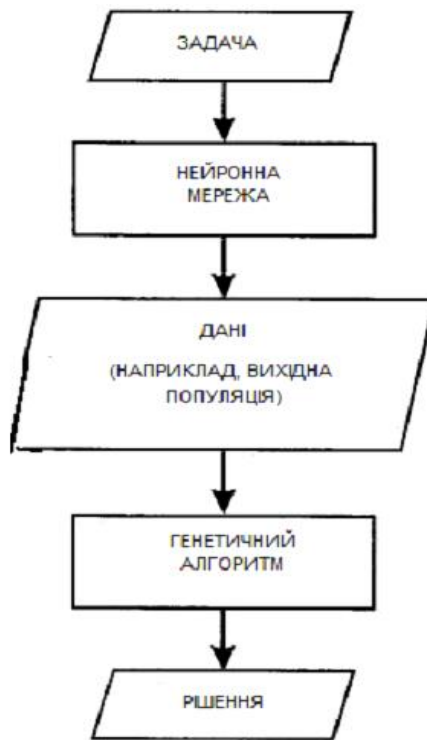 ЗАДАЧА
НЕЙРОННА
МЕРЕЖА
ДАНІ
(НАПРИКЛАД, ВИХІДНА
ПОПУЛЯЦІЯ)
ГЕНЕТИЧНИЙ
АЛГОРИТМ
РІШЕННЯ